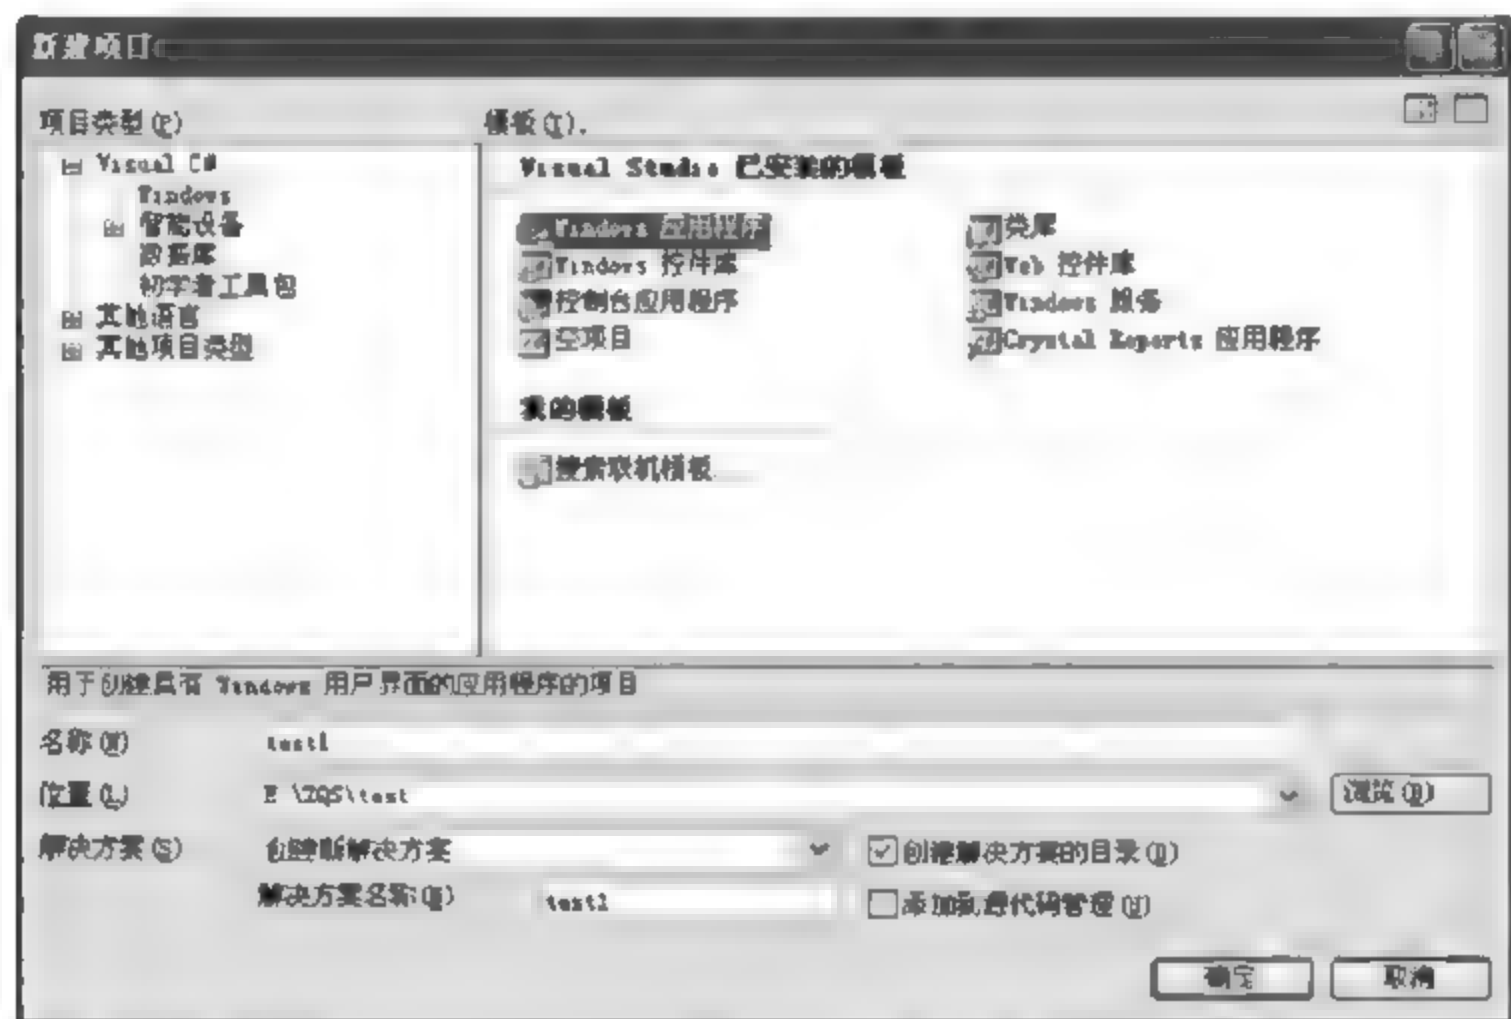 新建项目
项目类型(P)
模板(T).
Visual C#
Windows
智能设备
数据库
初学者工具包
其他语言
其他项目类型
Visual Studio 已安装的模板
Windows 应用程序
类库
Windows 控件库
Web 控件库
控制台应用程序
Windows 服务
空项目
Crystal Reports 应用程序
我的模板
搜索联机模板
用于创建具有 Windows 用户界面的应用程序的项目
名称(N) test1
位置(L) E \ZQS\test 浏览(B)
解决方案(S) 创建新解决方案 创建解决方案的目录(D)
解决方案名称(M) test1 添加到源代码管理(U)
确定 取消